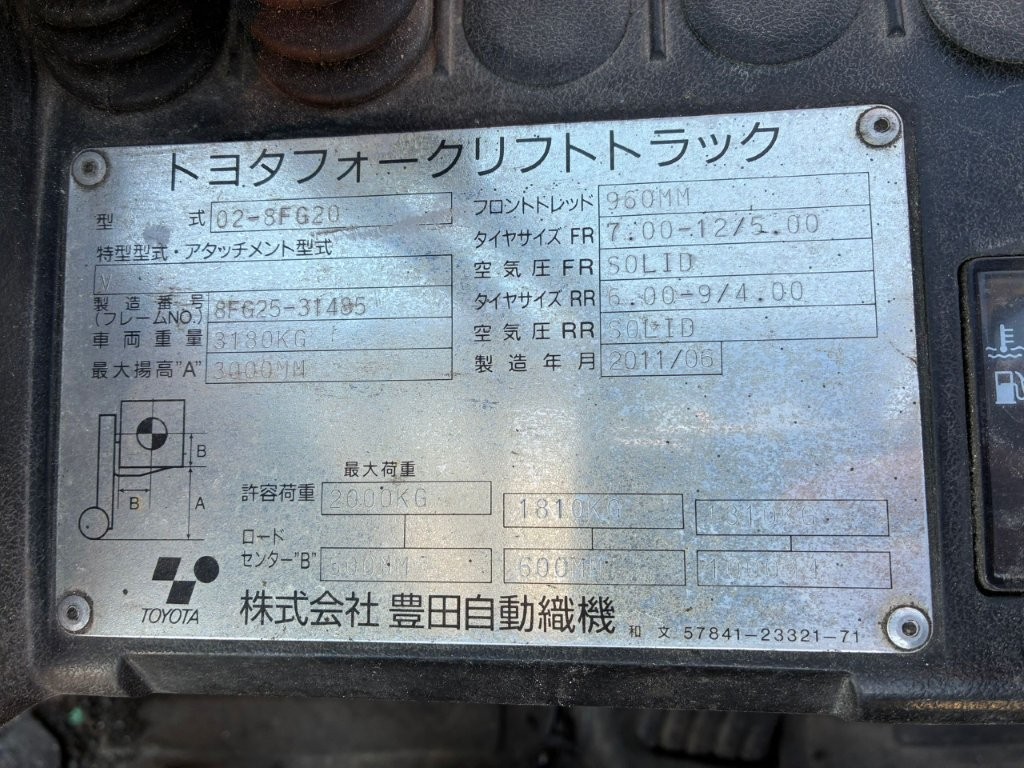 トヨタフォークリフトトラック
型 式 02-8FG20
特型型式・アタッチメント型式
V
製造番号 (フレームNO.) 8FG25-31495
車両重量 3180KG
最大揚高"A" 3000MM
フロントトレッド 960MM
タイヤサイズ FR 7.00-12/5.00
空気圧 FR SOLID
タイヤサイズ RR 6.00-9/4.00
空気圧 RR SOLID
製造年月 2011/06
B
B
A
最大荷重
許容荷重 2000KG 1810KG
ロード
センター"B" 600MM
TOYOTA
株式会社 豊田自動織機 和文 57841-23321-71